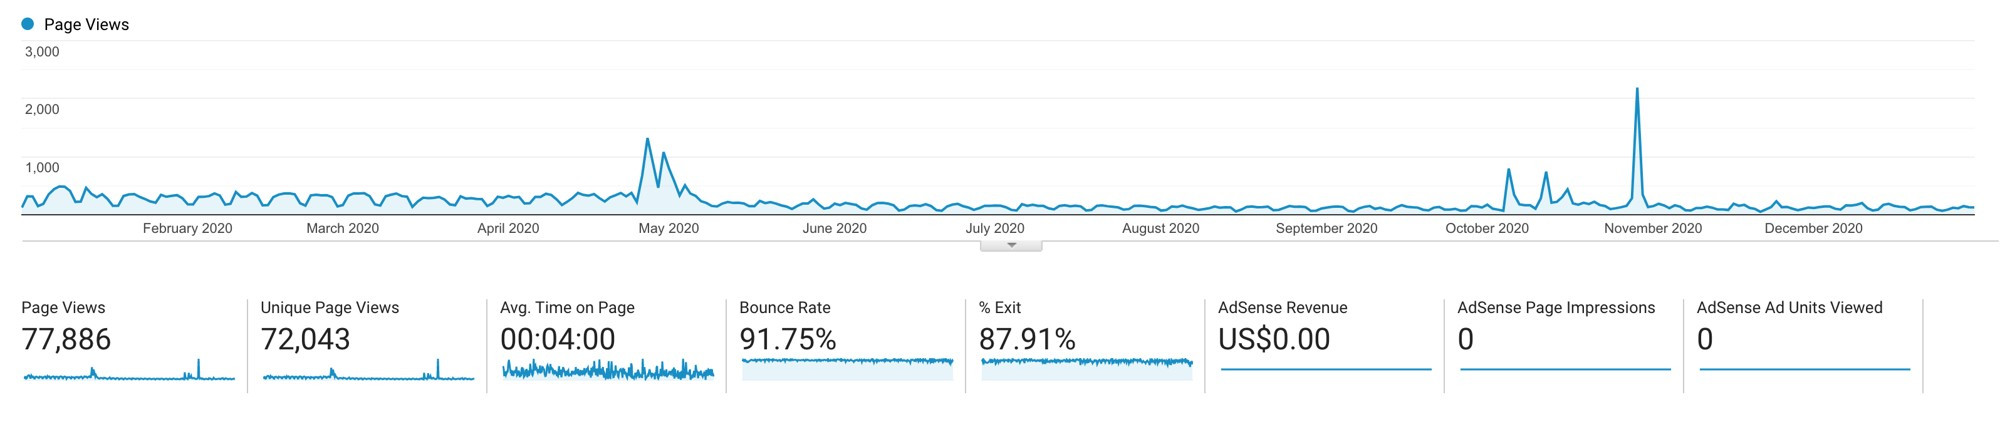 Page Views
3,000
2,000
1,000
February 2020 March 2020 April 2020 May 2020 June 2020 July 2020 August 2020 September 2020 October 2020 November 2020 December 2020
Page Views
77,886
Unique Page Views
72,043
Avg. Time on Page
00:04:00
Bounce Rate
91.75%
% Exit
87.91%
AdSense Revenue
US$0.00
AdSense Page Impressions
0
AdSense Ad Units Viewed
0